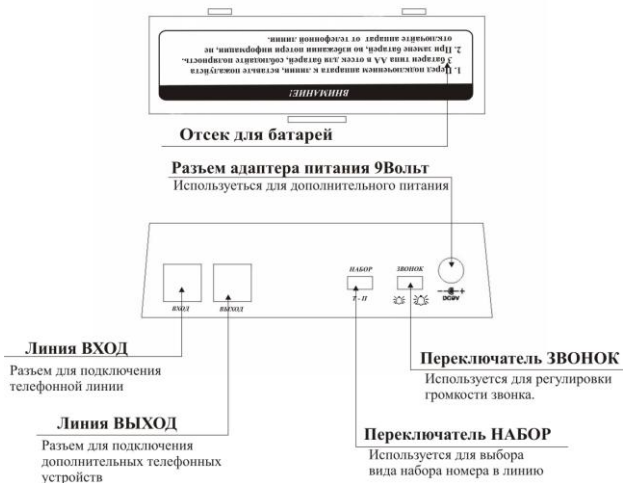 ВНИМАНИЕ!
1. Перед подключением аппарата к линии, вставьте пожалуйста
3 батареи типа АА в отсек для батарей, соблюдайте полярность.
2. При замене батарей, во избежании потери информации, не
отключайте аппарат от телефонной линии.
Отсек для батарей
Разъем адаптера питания 9Вольт
Используеться для дополнительного питания
НАБОР
ЗВОНОК
ВХОД
ВЫХОД
Т - П
DC9V
Линия ВХОД
Разъем для подключения
телефонной линии
Переключатель ЗВОНОК
Используется для регулировки
громкости звонка.
Линия ВЫХОД
Разъем для подключения
дополнительных телефонных
устройств
Переключатель НАБОР
Используется для выбора
вида набора номера в линию